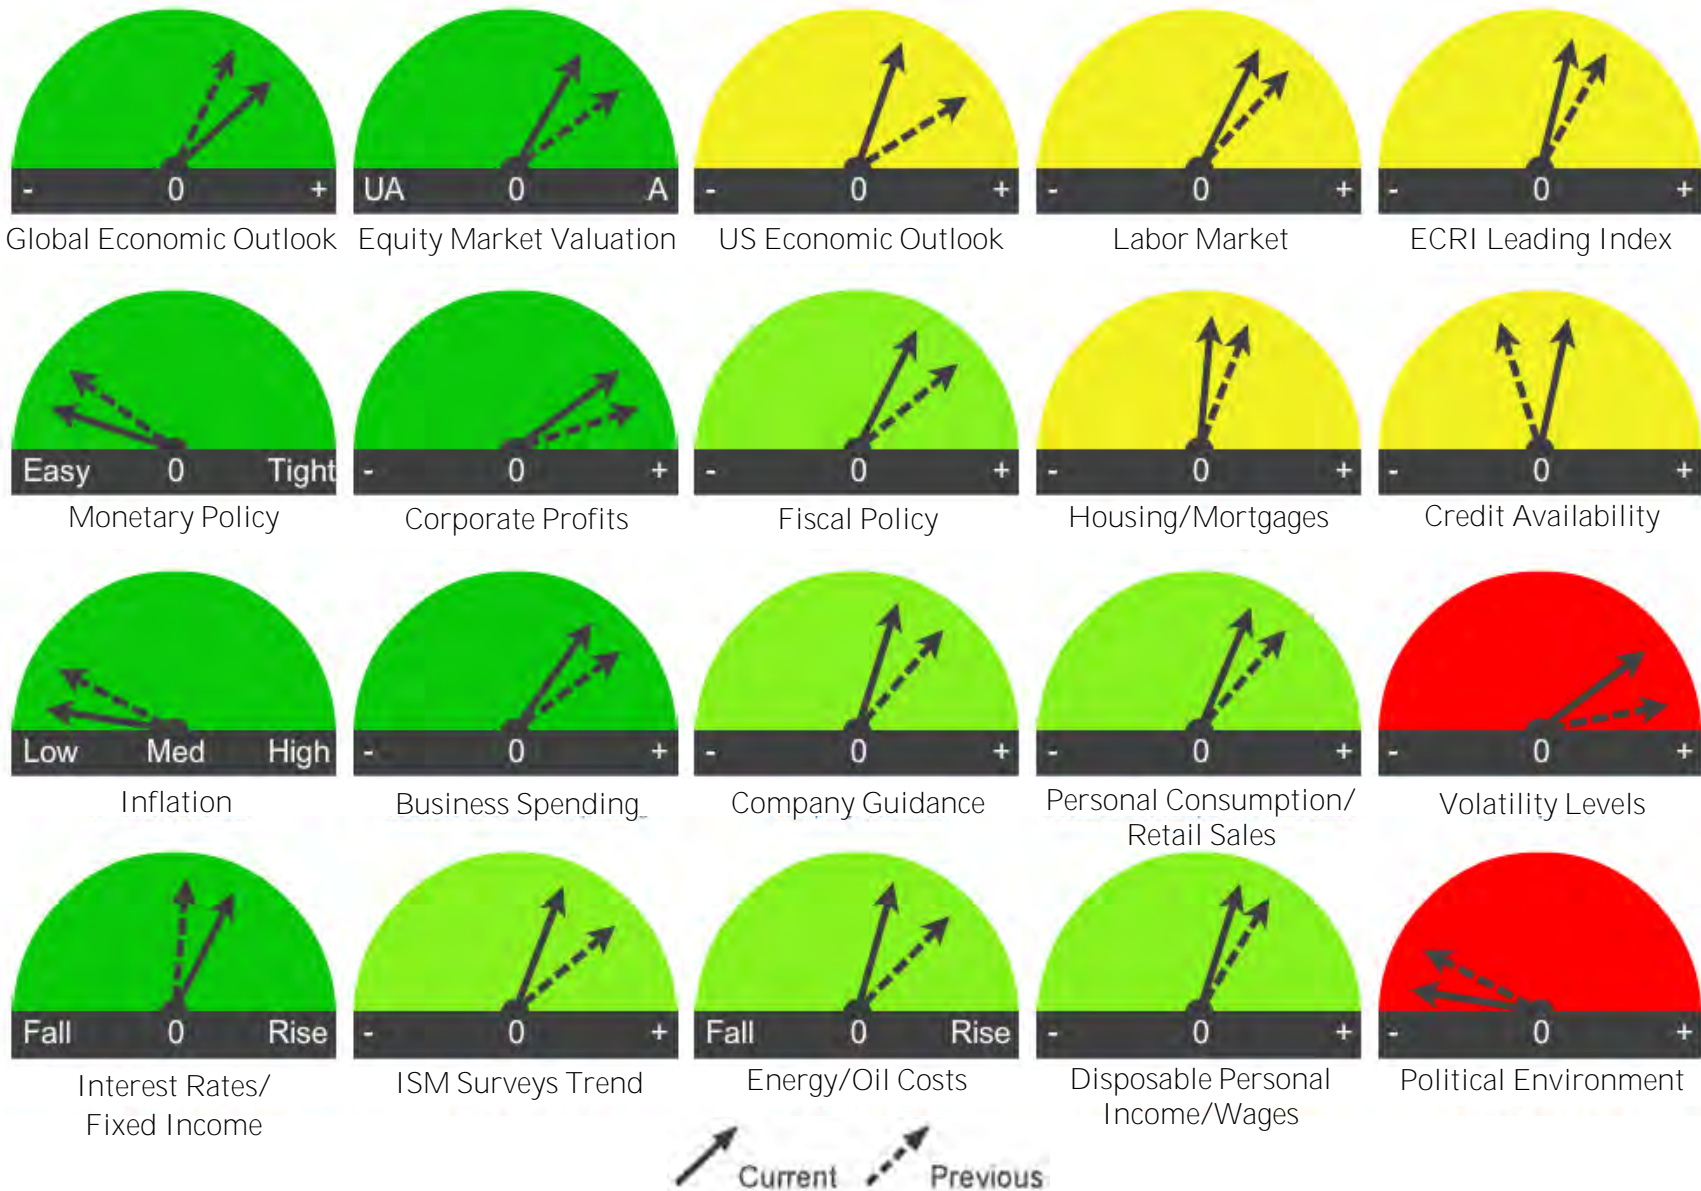 - 0 +
UA 0 A
- 0 +
- 0 +
- 0 +
Global Economic Outlook
Equity Market Valuation
US Economic Outlook
Labor Market
ECRI Leading Index
Easy 0 Tight
- 0 +
- 0 +
- 0 +
- 0 +
Monetary Policy
Corporate Profits
Fiscal Policy
Housing/Mortgages
Credit Availability
Low Med High
- 0 +
- 0 +
- 0 +
- 0 +
Inflation
Business Spending
Company Guidance
Personal Consumption/
Retail Sales
Volatility Levels
Fall 0 Rise
- 0 +
Fall 0 Rise
- 0 +
- 0 +
Interest Rates/
Fixed Income
ISM Surveys Trend
Energy/Oil Costs
Disposable Personal
Income/Wages
Political Environment
Current
Previous